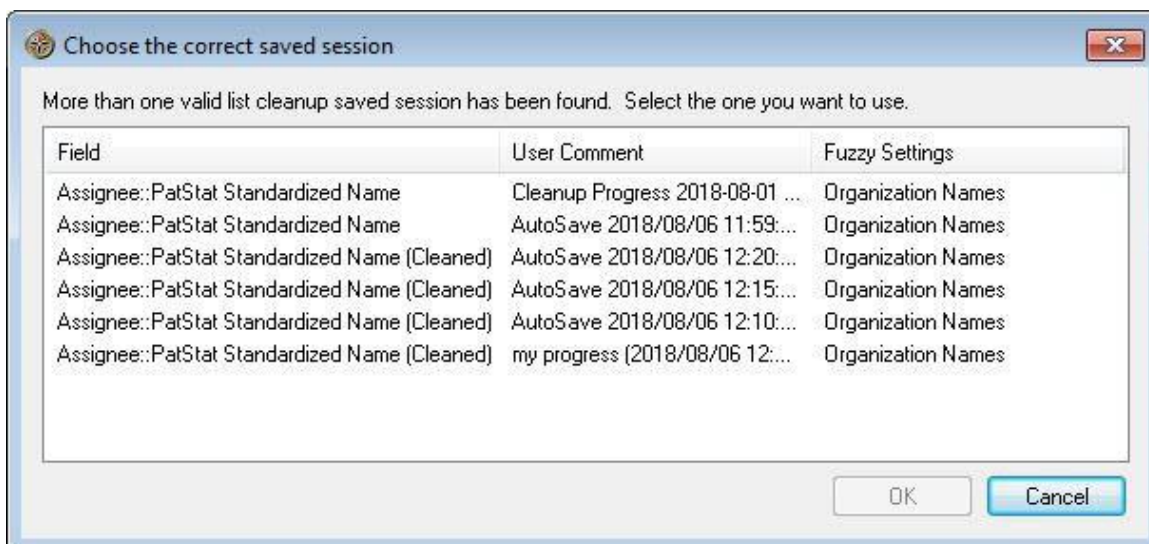 Choose the correct saved session
More than one valid list cleanup saved session has been found. Select the one you want to use.
Field User Comment Fuzzy Settings
Assignee::PatStat Standardized Name Cleanup Progress 2018-08-01 ... Organization Names
Assignee::PatStat Standardized Name AutoSave 2018/08/06 11:59:... Organization Names
Assignee::PatStat Standardized Name (Cleaned) AutoSave 2018/08/06 12:20:... Organization Names
Assignee::PatStat Standardized Name (Cleaned) AutoSave 2018/08/06 12:15:... Organization Names
Assignee::PatStat Standardized Name (Cleaned) AutoSave 2018/08/06 12:10:... Organization Names
Assignee::PatStat Standardized Name (Cleaned) my progress (2018/08/06 12:... Organization Names
OK Cancel